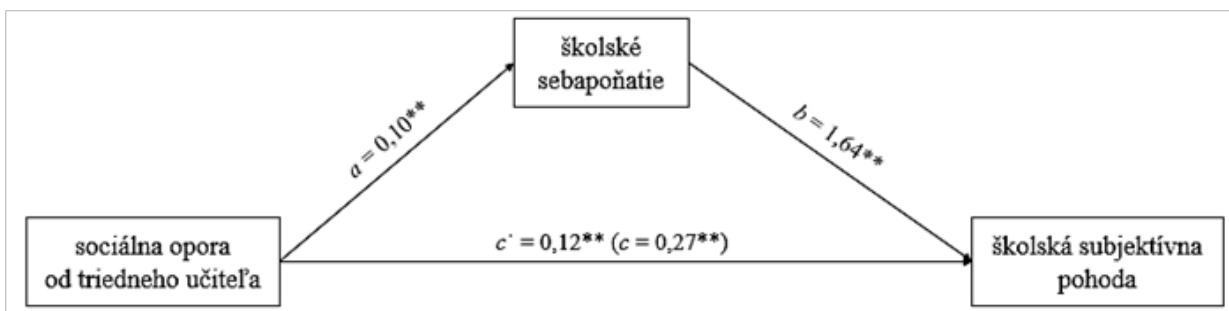 školské
sebapoňatie
a = 0,10**
b = 1,64**
sociálna opora
od triedneho učiteľa
c˙ = 0,12** (c = 0,27**)
školská subjektívna
pohoda